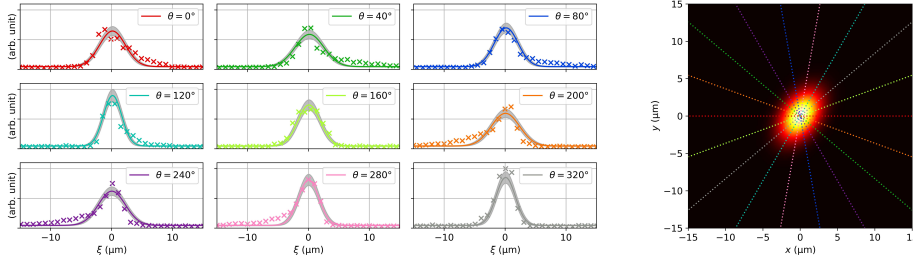 (arb. unit)
θ = 0°
θ = 40°
θ = 80°
(arb. unit)
θ = 120°
θ = 160°
θ = 200°
(arb. unit)
θ = 240°
θ = 280°
θ = 320°
−10 0 10
−10 0 10
−10 0 10
ξ (μm)
ξ (μm)
ξ (μm)
15
10
5
0
−5
−10
−15
y (μm)
−15 −10 −5 0 5 10 1
x (μm)